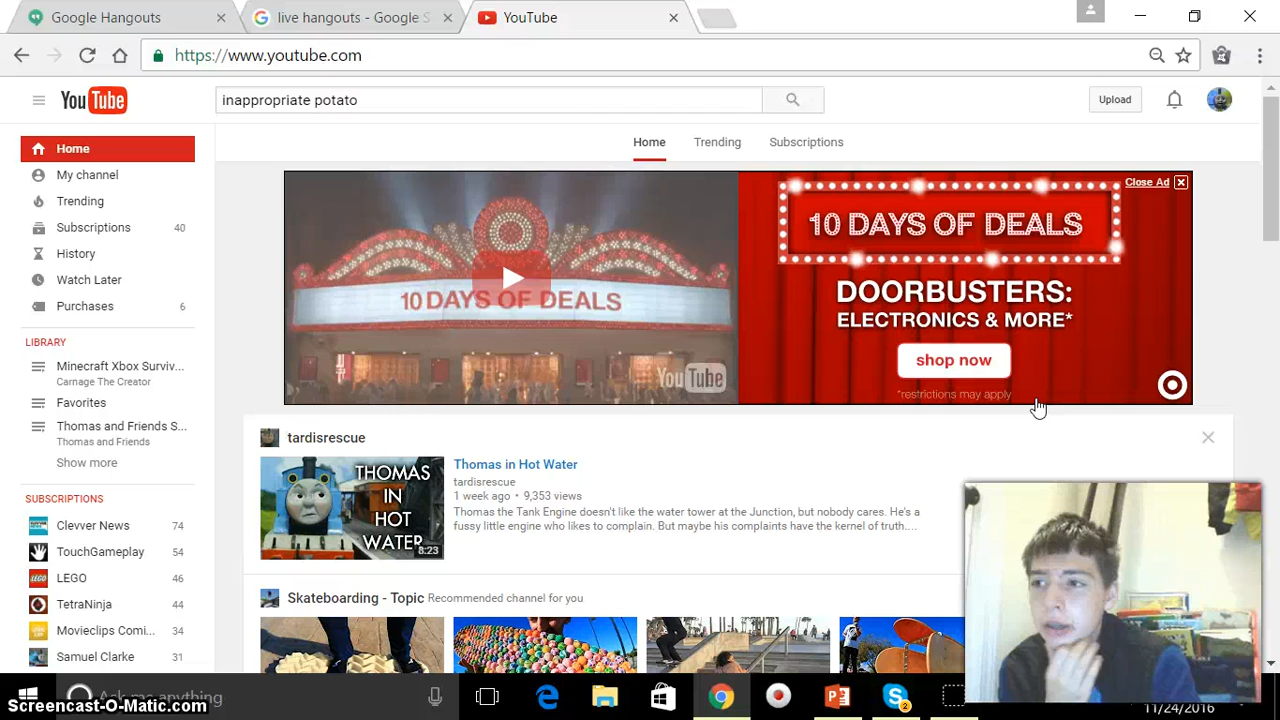 Google Hangouts
live hangouts - Google S
YouTube
https://www.youtube.com
YouTube
inappropriate potato
Upload
Home
Trending
Subscriptions
Home
My channel
Trending
Subscriptions 40
History
Watch Later
Purchases 6
LIBRARY
Minecraft Xbox Surviv...
Carnage The Creator
Favorites
Thomas and Friends S...
Thomas and Friends
Show more
SUBSCRIPTIONS
Clevver News 74
TouchGameplay 54
LEGO 46
TetraNinja 44
Movieclips Comi... 34
Samuel Clarke 31
10 DAYS OF DEALS
YouTube
Close Ad X
10 DAYS OF DEALS
DOORBUSTERS:
ELECTRONICS & MORE*
shop now
*restrictions may apply
tardisrescue
THOMAS
IN
HOT
WATER
8:23
Thomas in Hot Water
tardisrescue
1 week ago • 9,353 views
Thomas the Tank Engine doesn't like the water tower at the Junction, but nobody cares. He's a
fussy little engine who likes to complain. But maybe his complaints have the kernel of truth....
Skateboarding - Topic Recommended channel for you
Ask me anything
2
11/24/2016
RECORDED WITH
Screencast-O-Matic.com